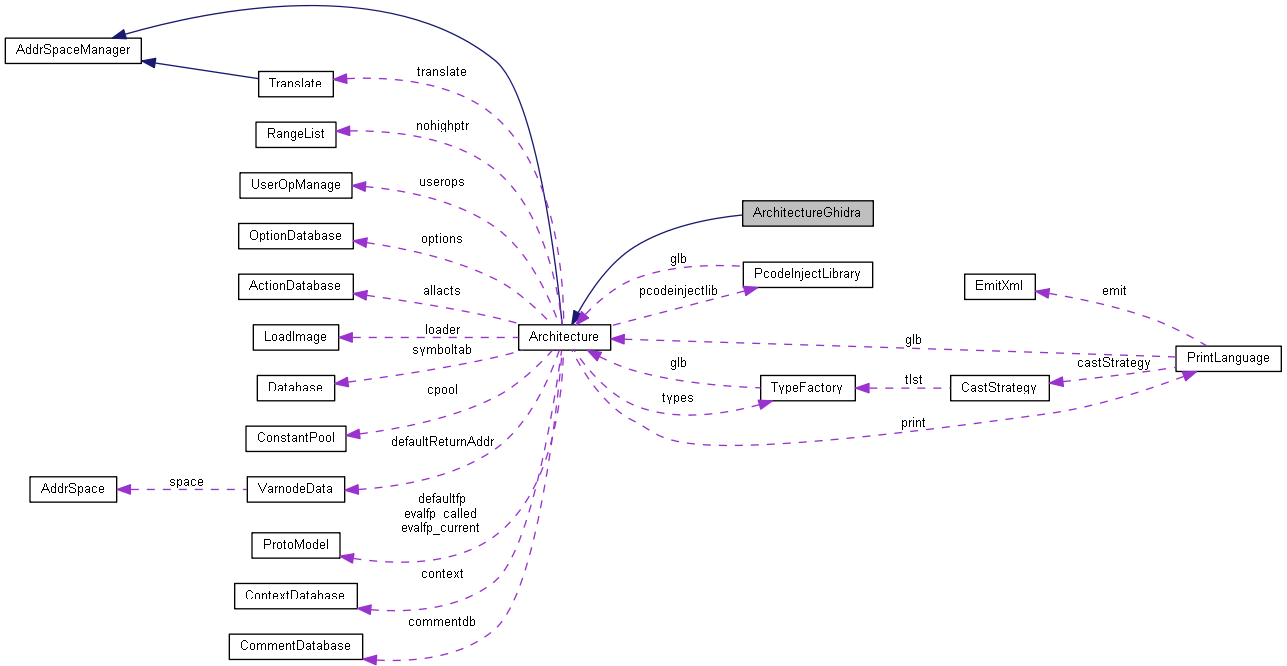 AddrSpaceManager
Translate
translate
RangeList
nohighptr
UserOpManage
userops
OptionDatabase
options
ActionDatabase
allacts
LoadImage
loader
Database
symboltab
ConstantPool
cpool
AddrSpace
space
VarnodeData
defaultReturnAddr
ProtoModel
defaultfp
evalfp_called
evalfp_current
ContextDatabase
context
CommentDatabase
commentdb
Architecture
ArchitectureGhidra
glb
PcodeInjectLibrary
pcodeinjectlib
glb
TypeFactory
types
tlst
CastStrategy
castStrategy
print
EmitXml
emit
glb
PrintLanguage